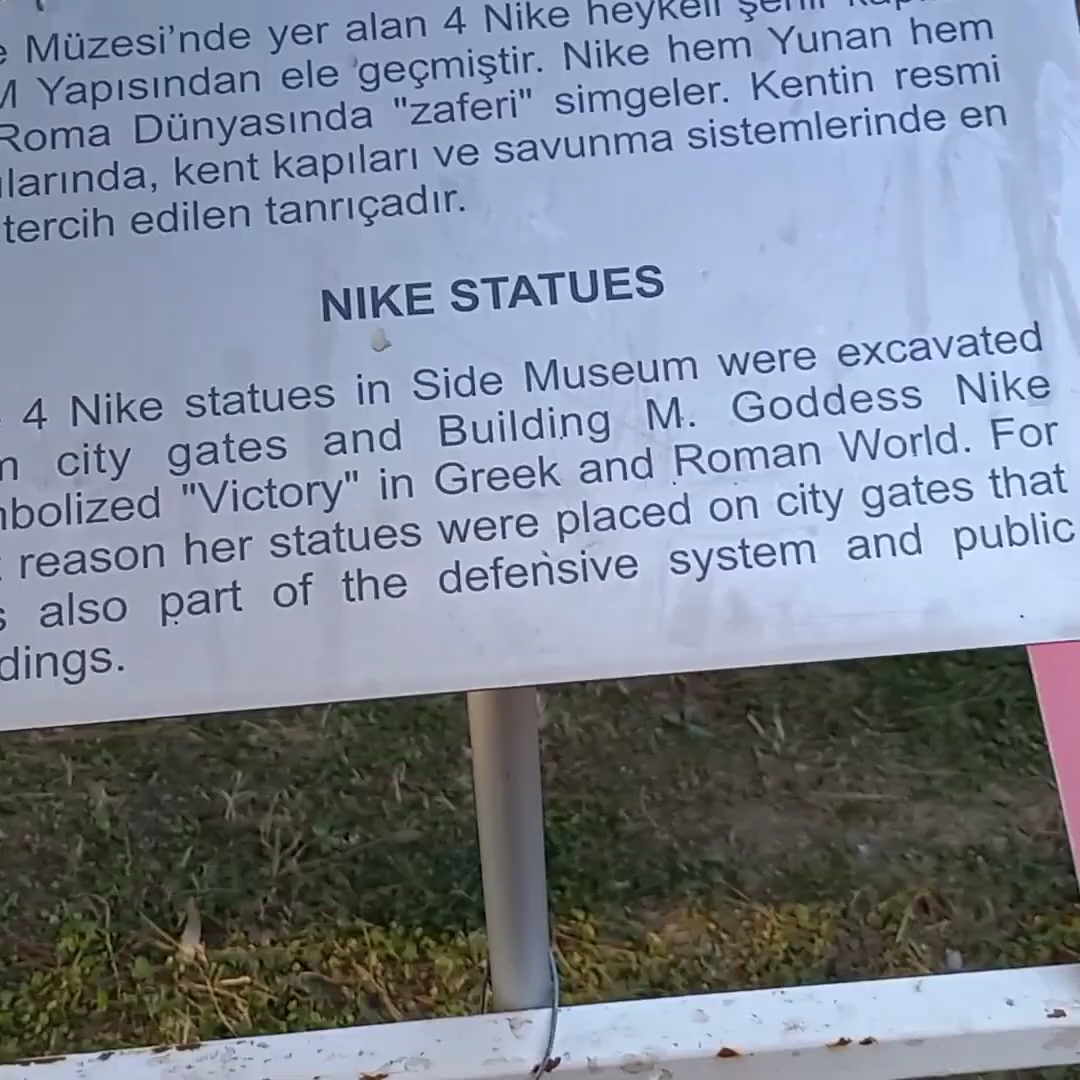 Müzesi'nde yer alan 4 Nike heykeli şehir
M Yapısından ele geçmiştir. Nike hem Yunan hem
Roma Dünyasında "zaferi" simgeler. Kentin resmi
larında, kent kapıları ve savunma sistemlerinde en
tercih edilen tanrıçadır.
NIKE STATUES
4 Nike statues in Side Museum were excavated
city gates and Building M. Goddess Nike
mbolized "Victory" in Greek and Roman World. For
reason her statues were placed on city gates that
also part of the defensive system and public
dings.